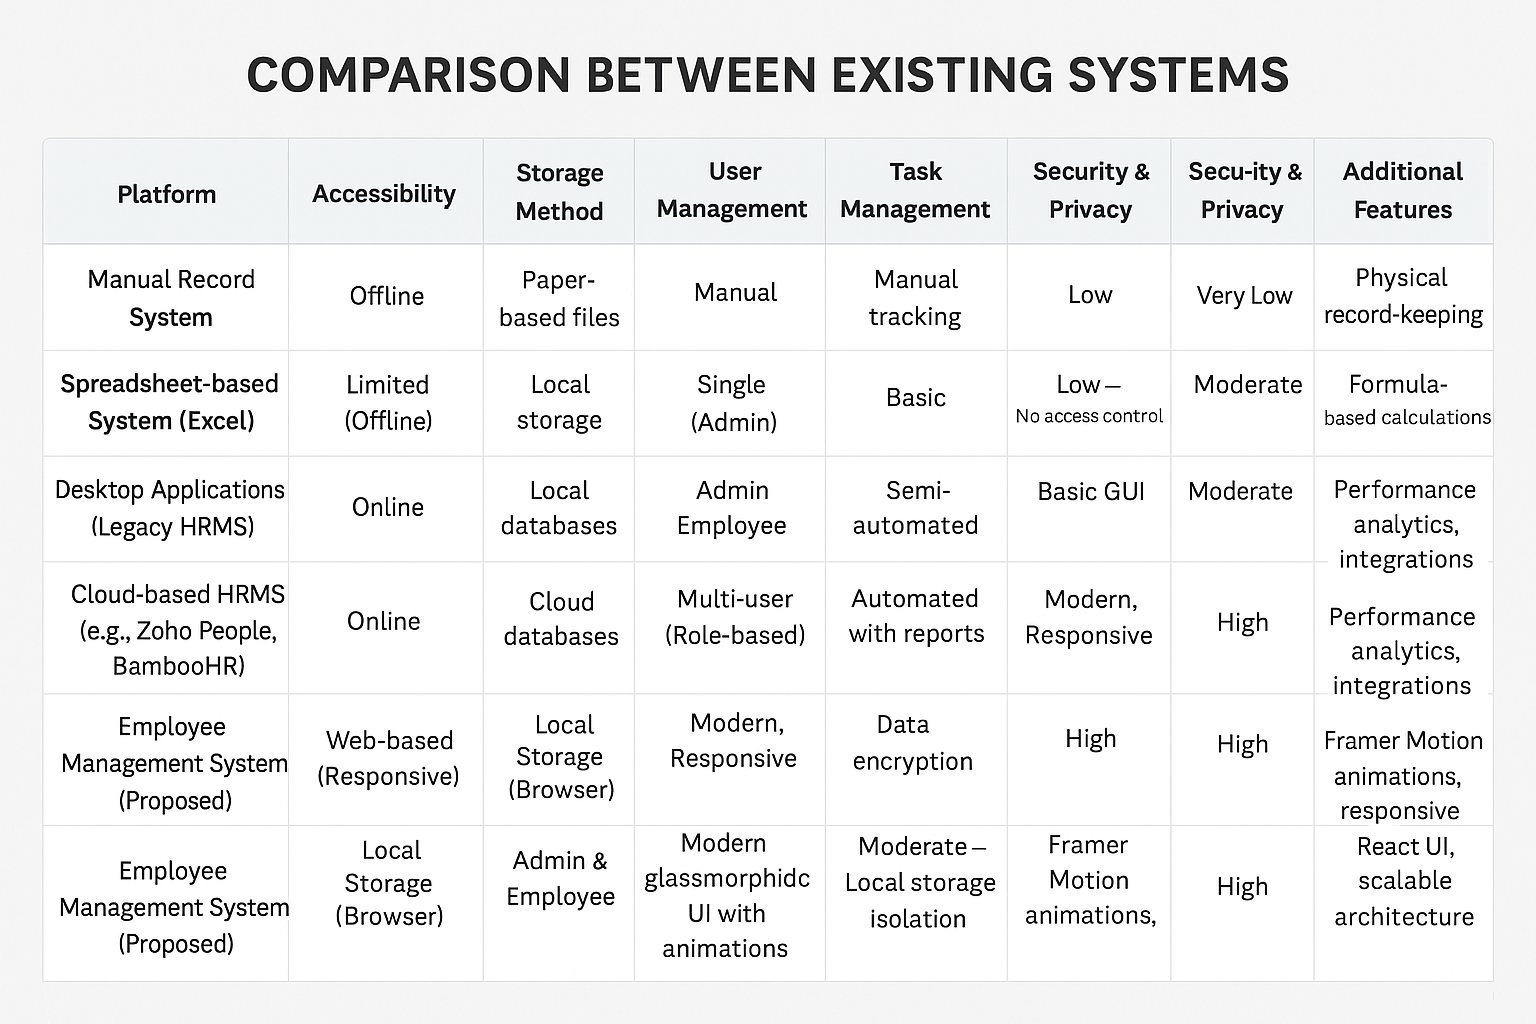 COMPARISON BETWEEN EXISTING SYSTEMS
Platform
Accessibility
Storage
Method
User
Management
Task
Management
Security &
Privacy
Secu-ity &
Privacy
Additional
Features
Manual Record
System
Offline
Paper-
based files
Manual
Manual
tracking
Low
Very Low
Physical
record-keeping
Spreadsheet-based
System (Excel)
Limited
(Offline)
Local
storage
Single
(Admin)
Basic
Low –
No access control
Moderate
Formula-
based calculations
Desktop Applications
(Legacy HRMS)
Online
Local
databases
Admin
Employee
Semi-
automated
Basic GUI
Moderate
Performance
analytics,
integrations
Cloud-based HRMS
(e.g., Zoho People,
BambooHR)
Online
Cloud
databases
Multi-user
(Role-based)
Automated
with reports
Modern,
Responsive
High
Performance
analytics,
integrations
Employee
Management System
(Proposed)
Web-based
(Responsive)
Local
Storage
(Browser)
Modern,
Responsive
Data
encryption
High
High
Framer Motion
animations,
responsive
Employee
Management System
(Proposed)
Local
Storage
(Browser)
Admin &
Employee
Modern
glassmorphidc
UI with
animations
Moderate –
Local storage
isolation
Framer
Motion
animations,
High
React UI,
scalable
architecture